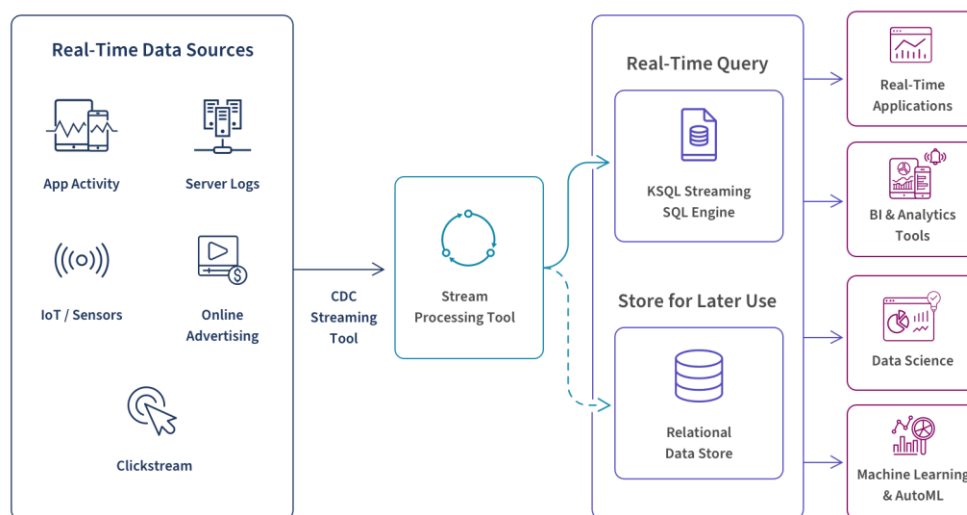 Real-Time Data Sources
App Activity
Server Logs
IoT / Sensors
Online
Advertising
Clickstream
CDC
Streaming
Tool
Stream
Processing Tool
Real-Time Query
KSQL Streaming
SQL Engine
Store for Later Use
Relational
Data Store
Real-Time
Applications
BI & Analytics
Tools
Data Science
Machine Learning
& AutoML